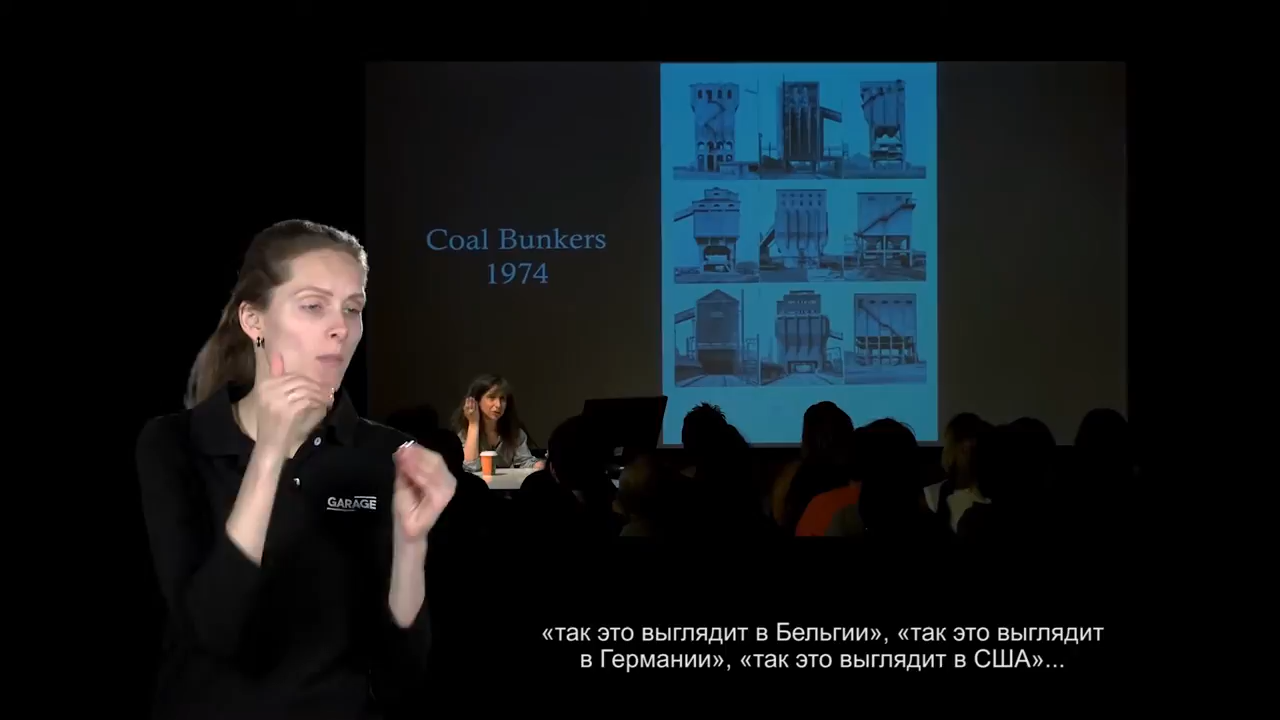 Coal Bunkers
1974
GARAGE
«так это выглядит в Бельгии», «так это выглядит
в Германии», «так это выглядит в США»...